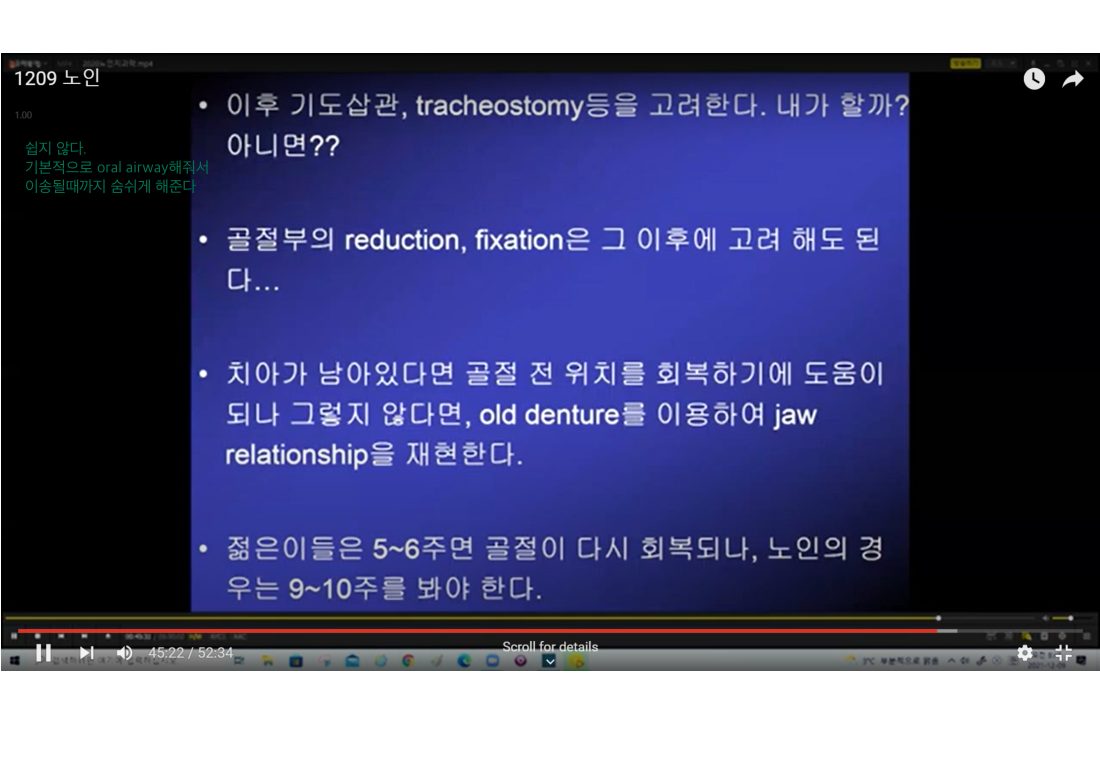 1209 노인
1.00
쉽지 않다.
기본적으로 oral airway해줘서
이송될때까지 숨쉬게 해준다
• 이후 기도삽관, tracheostomy등을 고려한다. 내가 할까?
아니면??
• 골절부의 reduction, fixation은 그 이후에 고려 해도 된
다...
• 치아가 남아있다면 골절 전 위치를 회복하기에 도움이
되나 그렇지 않다면, old denture를 이용하여 jaw
relationship을 재현한다.
• 젊은이들은 5~6주면 골절이 다시 회복되나, 노인의 경
우는 9~10주를 봐야 한다.
45:22 / 52:34
Scroll for details